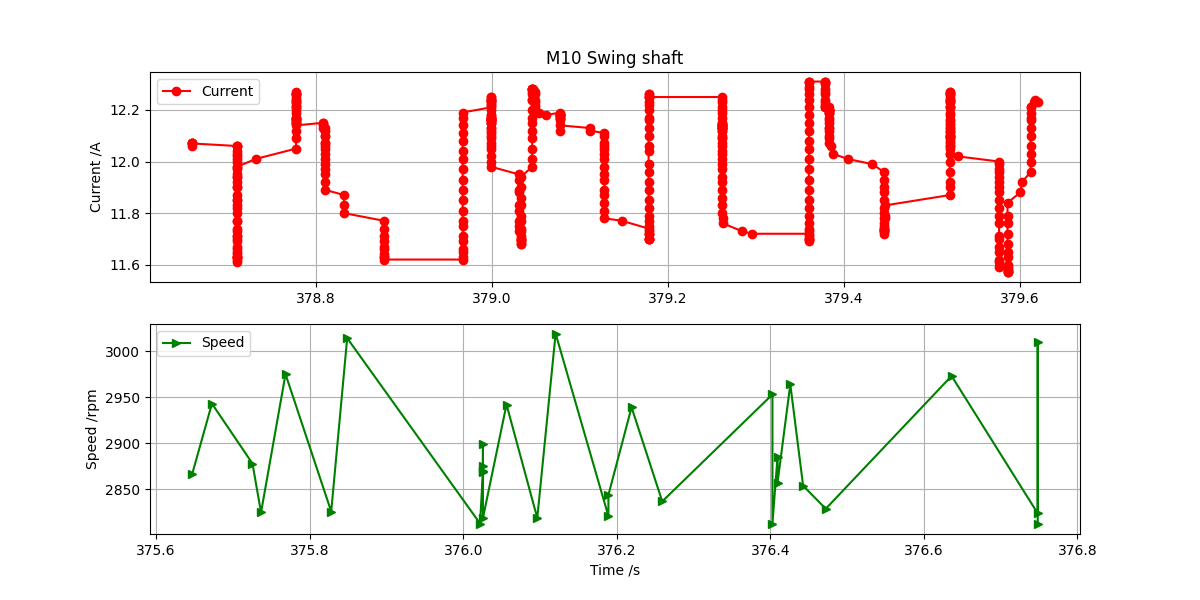 M10 Swing shaft
Current /A
12.2
12.0
11.8
11.6
Current
378.8 379.0 379.2 379.4 379.6
Speed /rpm
3000
2950
2900
2850
Speed
375.6 375.8 376.0 376.2 376.4 376.6 376.8
Time /s